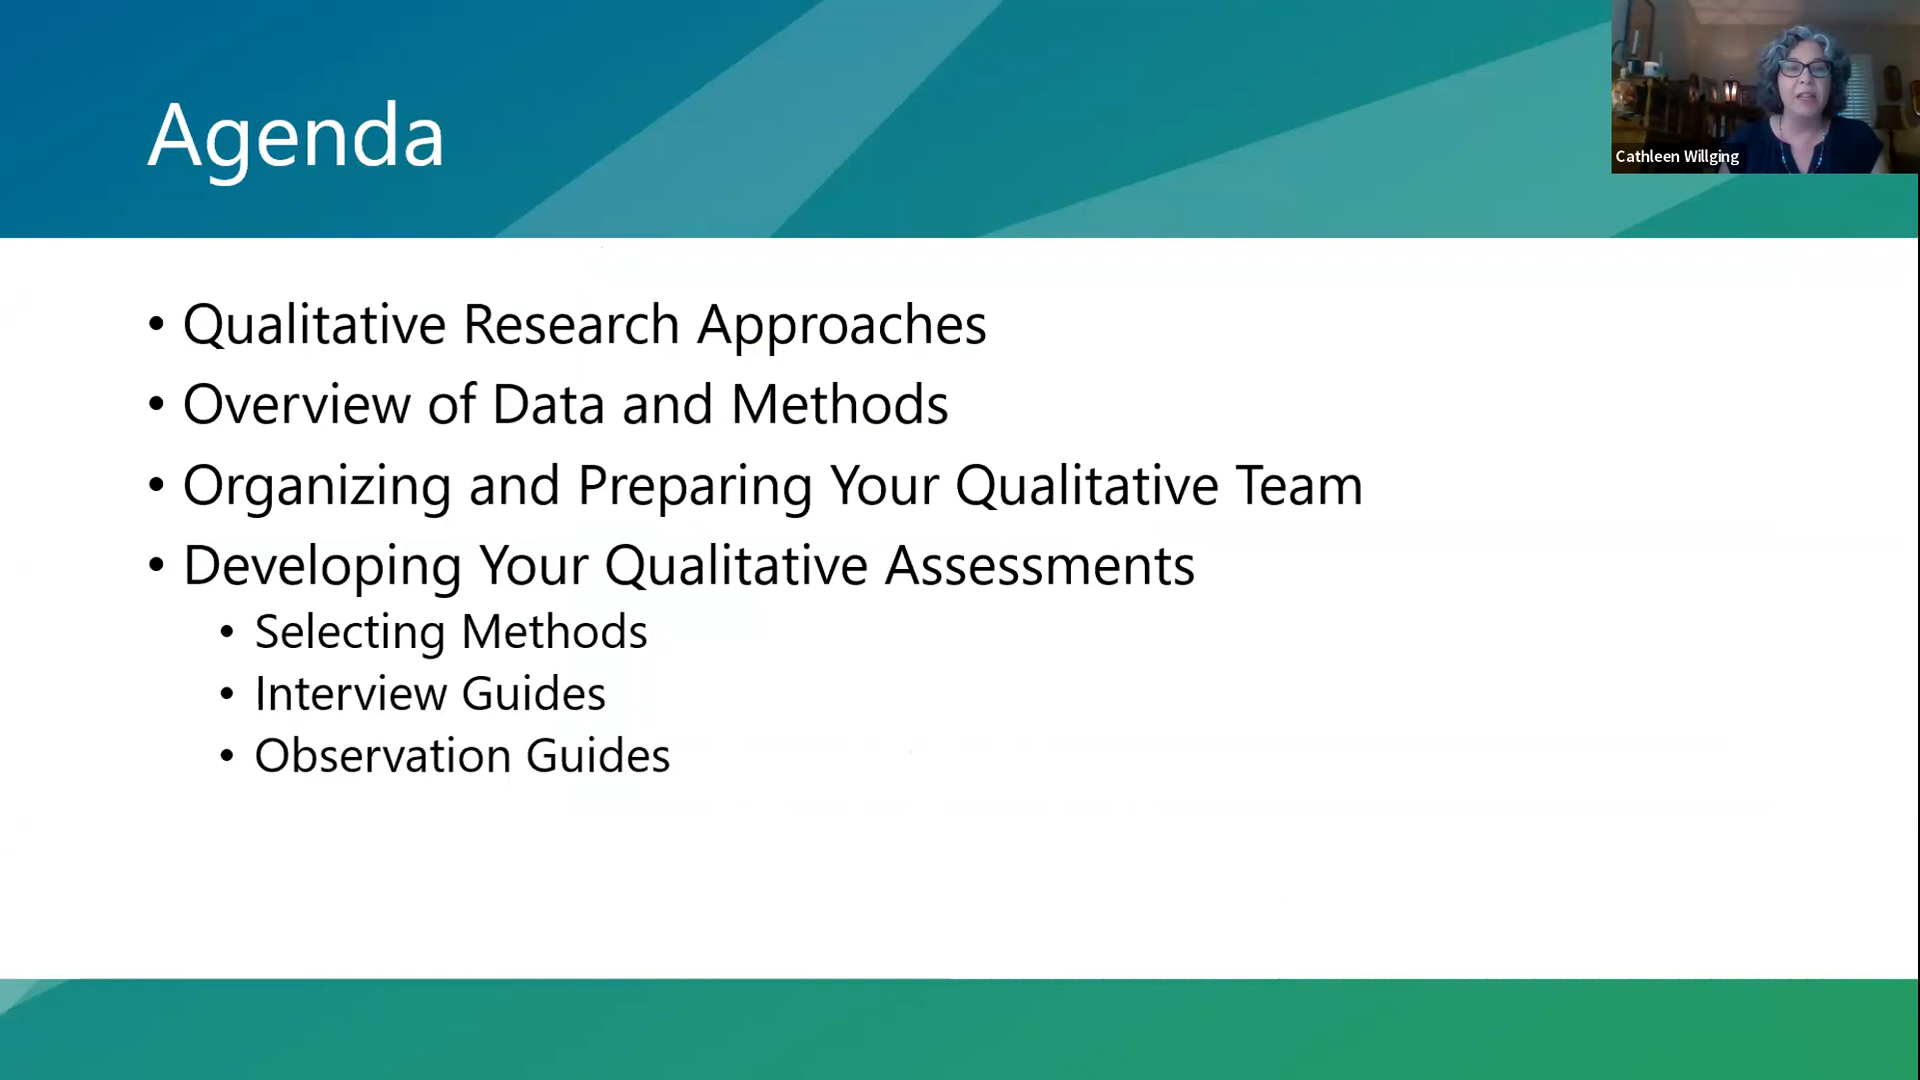 Agenda
Cathleen Willging
• Qualitative Research Approaches
• Overview of Data and Methods
• Organizing and Preparing Your Qualitative Team
• Developing Your Qualitative Assessments
• Selecting Methods
• Interview Guides
• Observation Guides